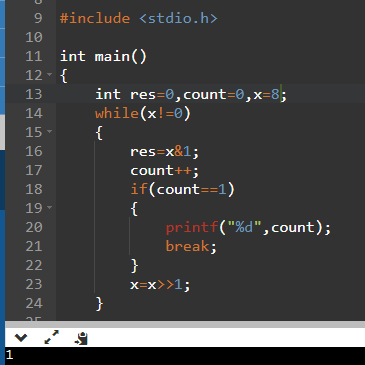 9 #include <stdio.h>
10
11 int main()
12 {
13 int res=0,count=0,x=8;
14 while(x!=0)
15 {
16 res=x&1;
17 count++;
18 if(count==1)
19 {
20 printf("%d",count);
21 break;
22 }
23 x=x>>1;
24 }
25
1